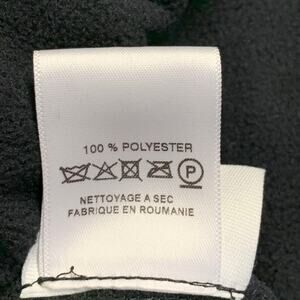 100 % POLYESTER
P
NETTOYAGE A SEC
FABRIQUE EN ROUMANIE